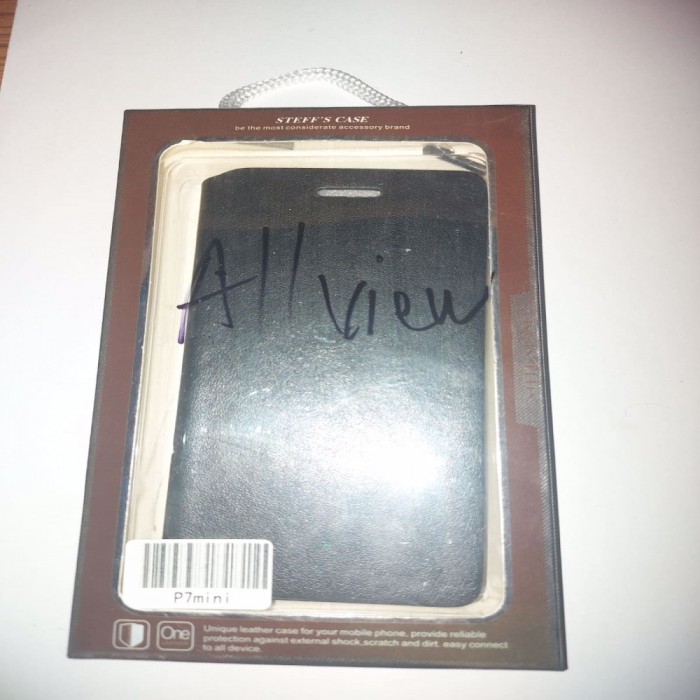 STEFF'S CASE
be the most considerate accessory brand
All view
P7mini
One
Unique leather case for your mobile phone, provide reliable
protection against external shock,scratch and dirt. easy connect
to all device.